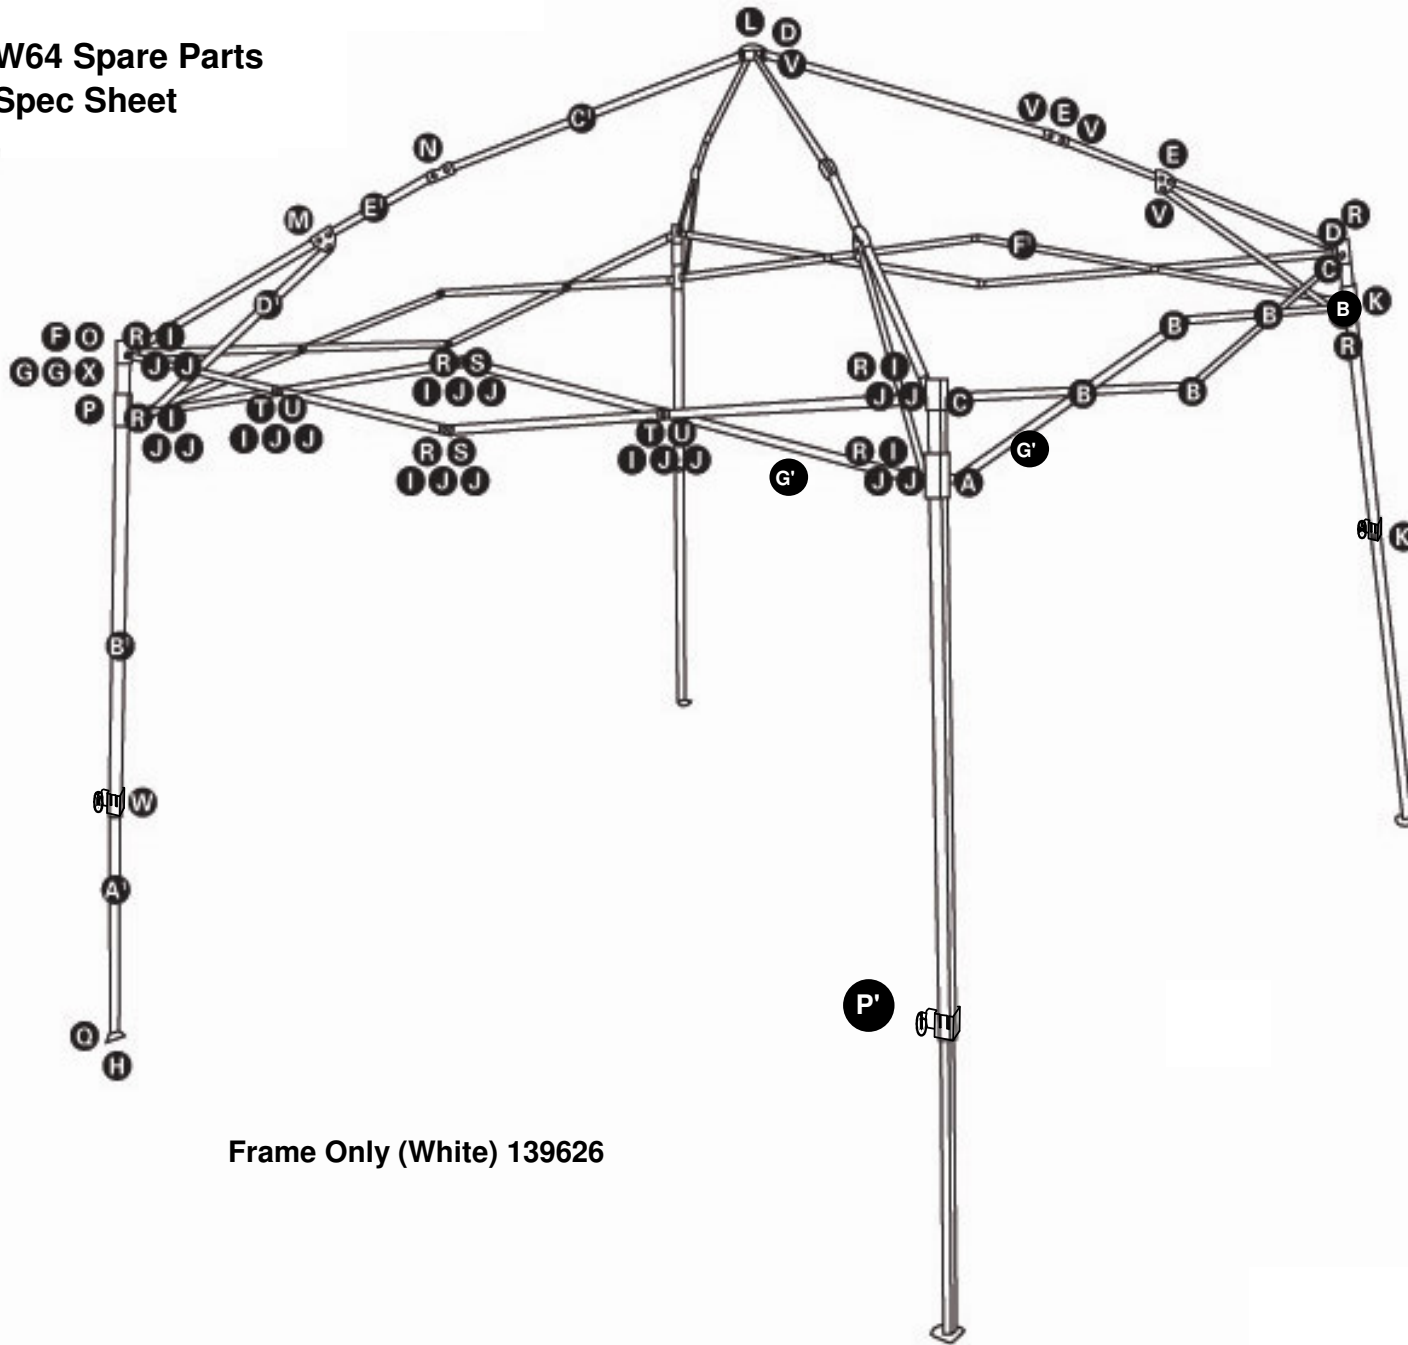 L D
W64 Spare Parts
V
Spec Sheet
C'
V E V
N
E
E'
V
R
M
D
F
C
D'
B K
B B
F O R I
R
G G X J J
R S
R I
P
I J J
J J C
B B
R I
T U
J J
I J J
T U
R S
I J J
R I
G'
I J J
G'
J J A
K
B'
W
A'
P'
Q
H
Frame Only (White) 139626